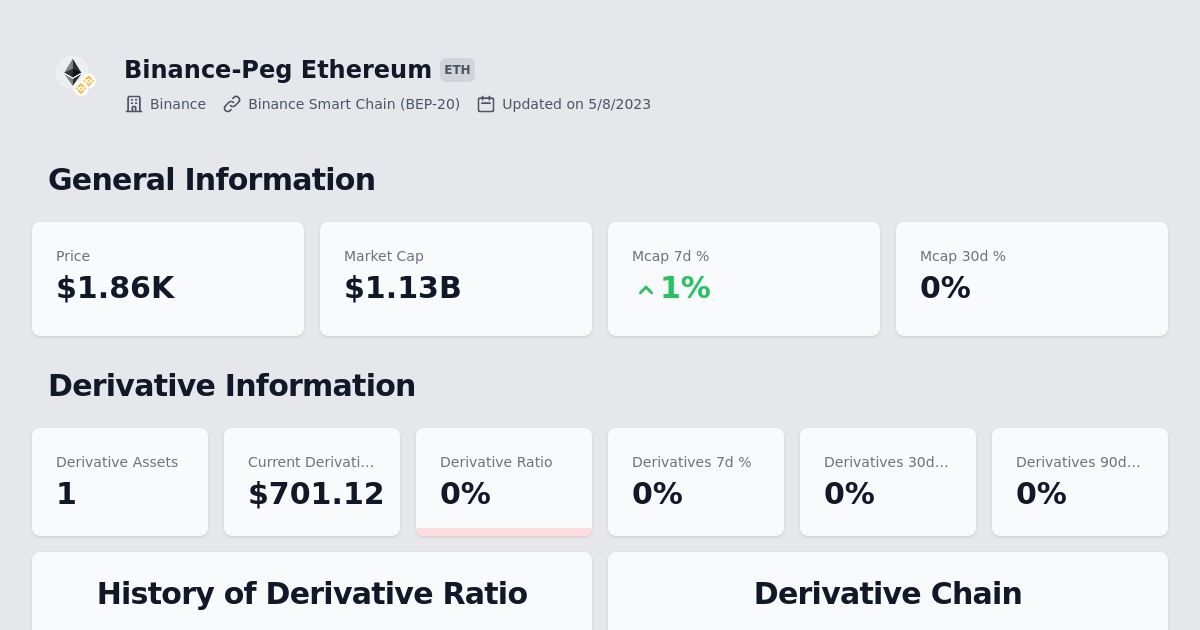 Binance-Peg Ethereum ETH
Binance Binance Smart Chain (BEP-20) Updated on 5/8/2023
General Information
Price
$1.86K
Market Cap
$1.13B
Mcap 7d %
1%
Mcap 30d %
0%
Derivative Information
Derivative Assets
1
Current Derivati...
$701.12
Derivative Ratio
0%
Derivatives 7d %
0%
Derivatives 30d...
0%
Derivatives 90d...
0%
History of Derivative Ratio
Derivative Chain